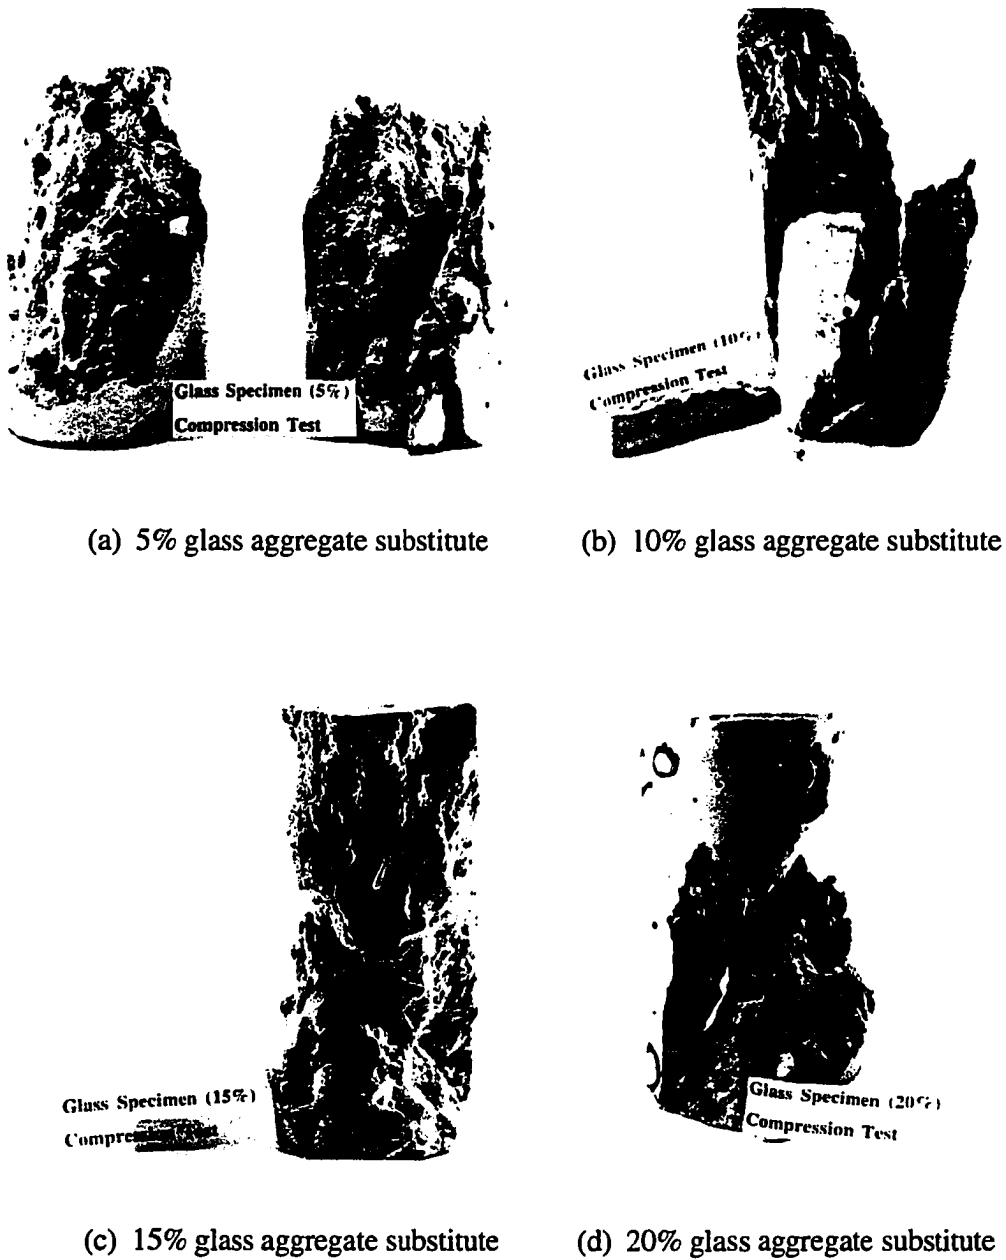 Glass Specimen (5%)
Compression Test
Glass Specimen (10%)
Compression Test
(a) 5% glass aggregate substitute
(b) 10% glass aggregate substitute
Glass Specimen (15%)
Compression
Glass Specimen (20%)
Compression Test
(c) 15% glass aggregate substitute
(d) 20% glass aggregate substitute